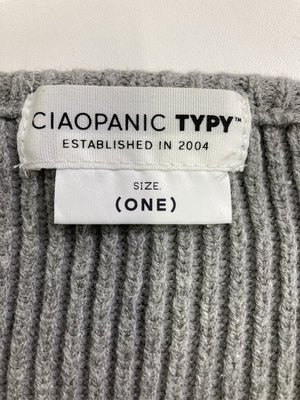 CIAOPANIC TYPY™
ESTABLISHED IN 2004
SIZE.
(ONE)